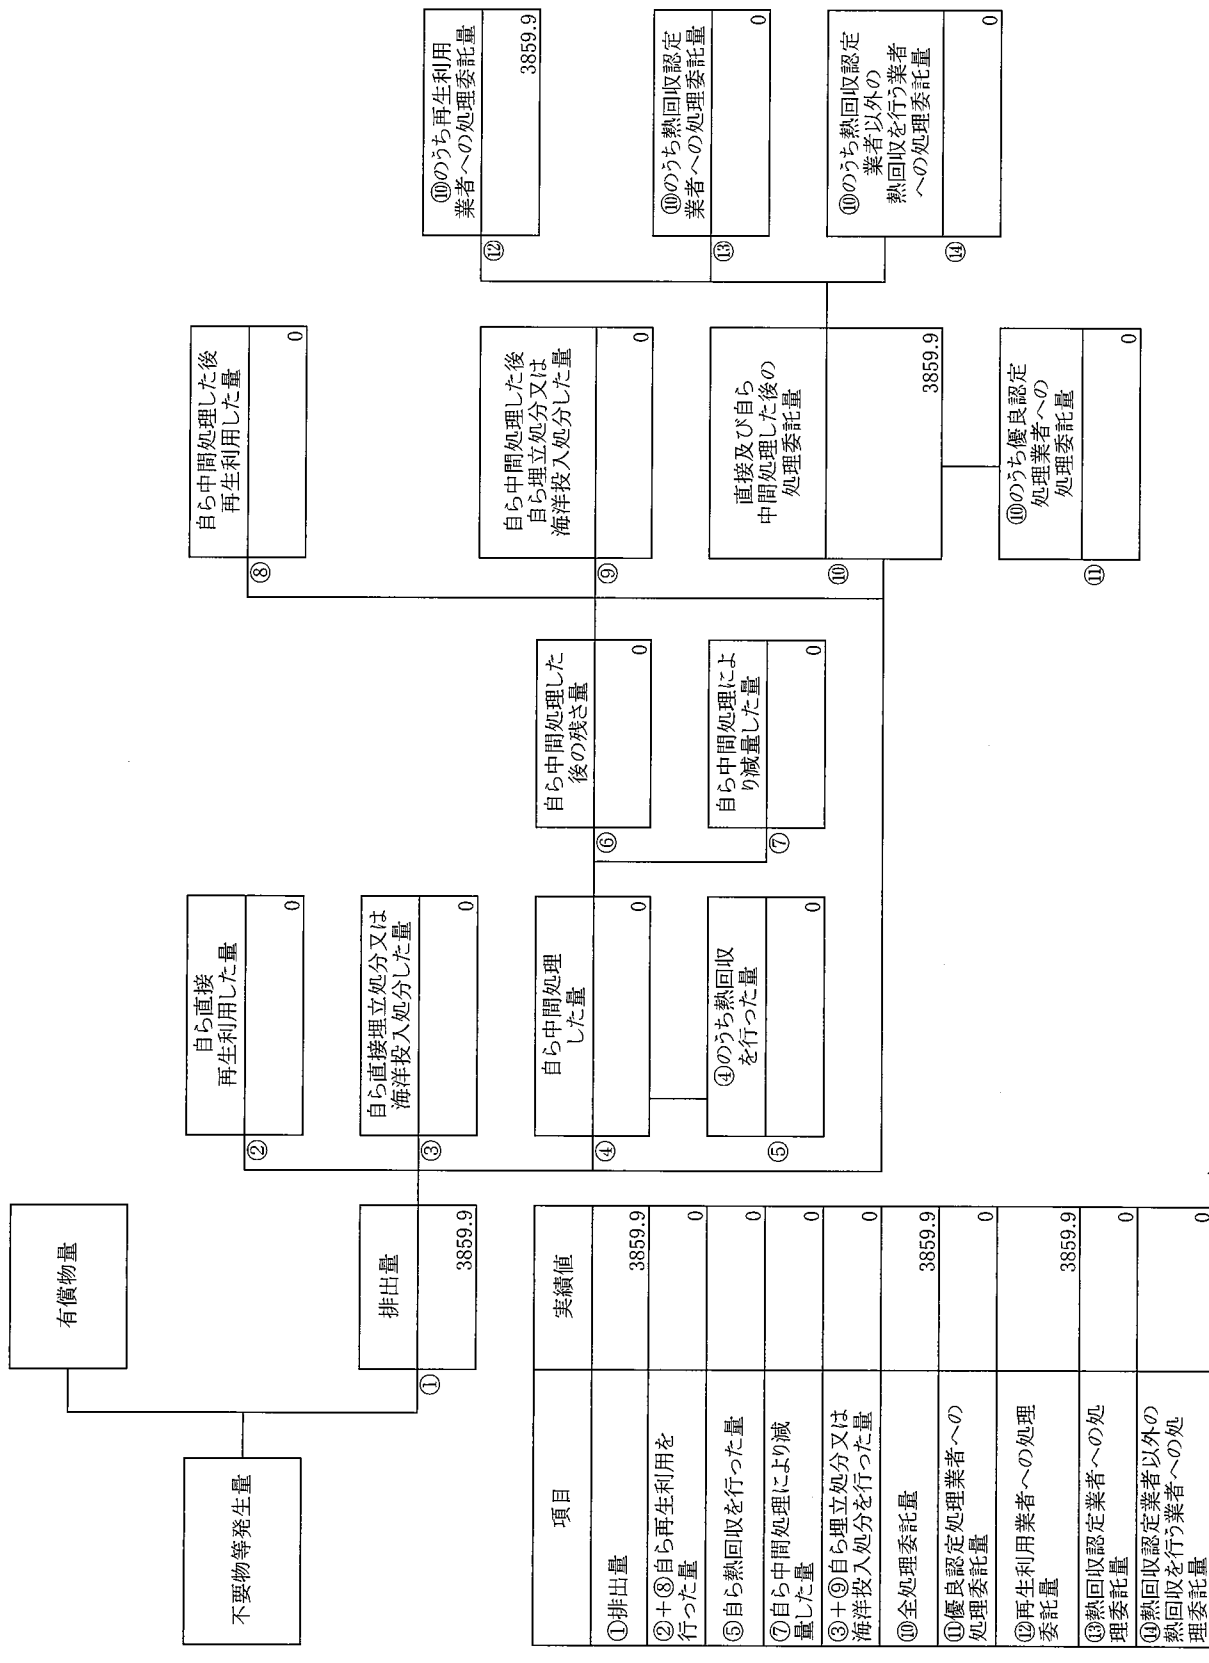 不要物等発生量
有償物量
①
排出量
3859.9
②
自ら直接
再生利用した量
0
③
自ら直接埋立処分又は
海洋投入処分した量
0
④
自ら中間処理
した量
0
⑤
④のうち熱回収
を行った量
0
⑥
自ら中間処理した
後の残さ量
0
⑦
自ら中間処理によ
り減量した量
0
⑧
自ら中間処理した後
再生利用した量
0
⑨
自ら中間処理した後
自ら埋立処分又は
海洋投入処分した量
0
⑩
直接及び自ら
中間処理した後の
処理委託量
3859.9
⑪
⑩のうち優良認定
処理業者への
処理委託量
0
⑫
⑩のうち再生利用
業者への処理委託量
3859.9
⑬
⑩のうち熱回収認定
業者への処理委託量
0
⑭
⑩のうち熱回収認定
業者以外の
熱回収を行う業者
への処理委託量
0
項目 実績値
①排出量 3859.9
②+⑧自ら再生利用を
行った量 0
⑤自ら熱回収を行った量 0
⑦自ら中間処理により減
量した量 0
③+⑨自ら埋立処分又は
海洋投入処分を行った量 0
⑩全処理委託量 3859.9
⑪優良認定処理業者への
処理委託量 0
⑫再生利用業者への処理
委託量 3859.9
⑬熱回収認定業者への処
理委託量 0
⑭熱回収認定業者以外の
熱回収を行う業者への処
理委託量 0